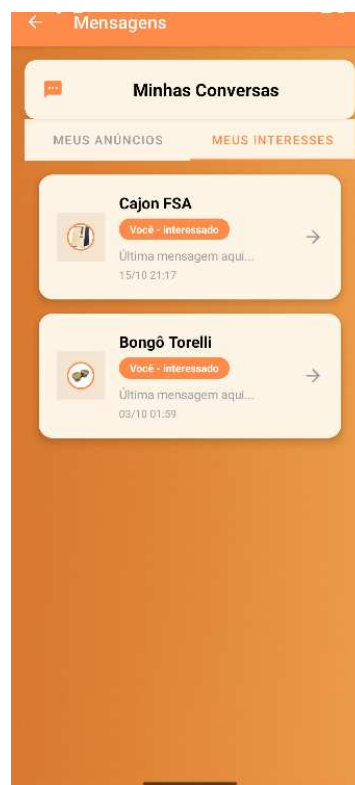 Mensagens
Minhas Conversas
MEUS ANÚNCIOS
MEUS INTERESSES
Cajon FSA
Você - interessado
Última mensagem aqui...
15/10 21:17
Bongô Torelli
Você - interessado
Última mensagem aqui...
03/10 01:59